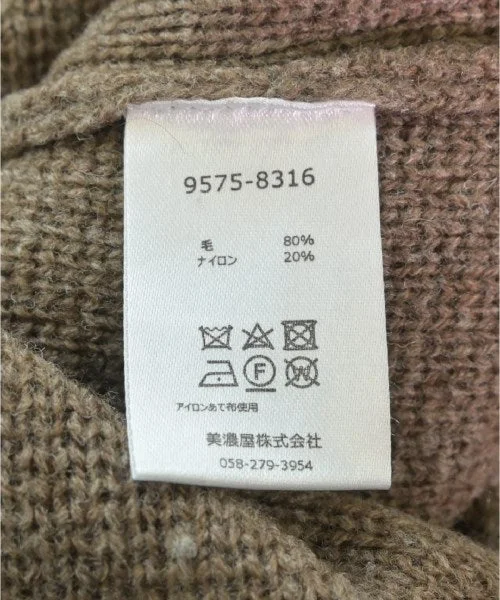 9575-8316
毛 80%
ナイロン 20%
F W
アイロンあて布使用
美濃屋株式会社
058-279-3954